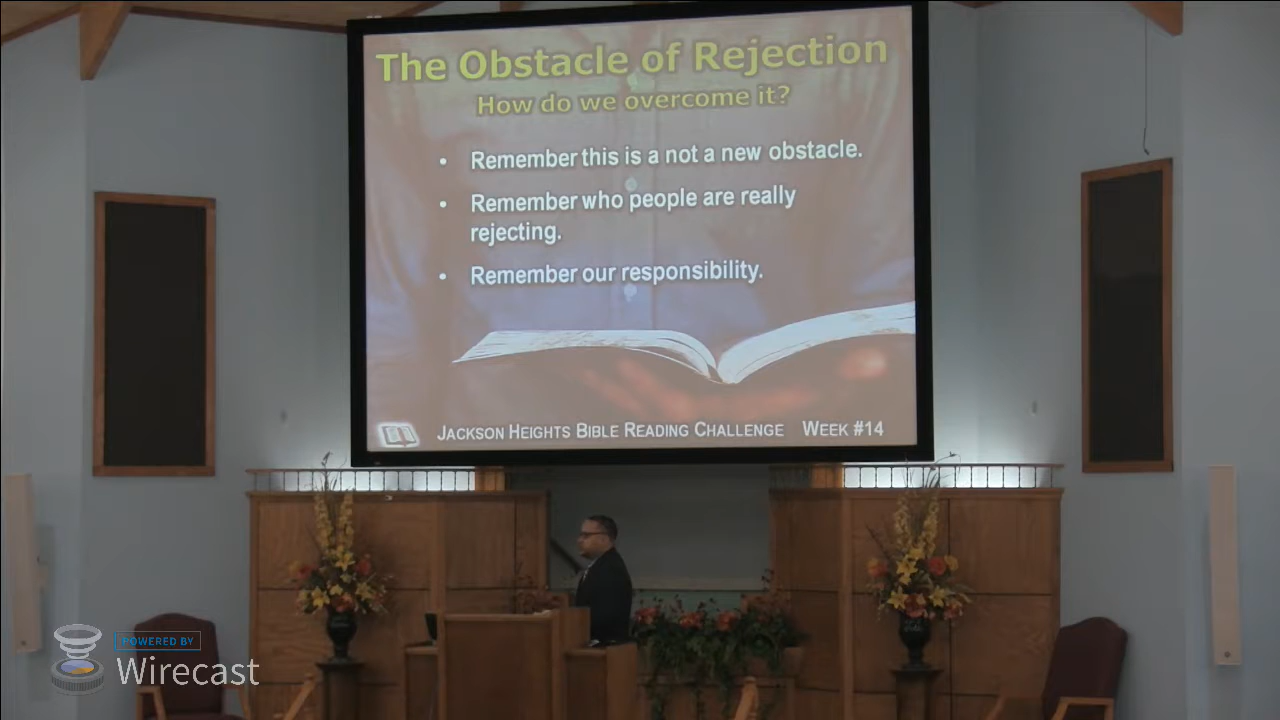 The Obstacle of Rejection
How do we overcome it?
• Remember this is a not a new obstacle.
• Remember who people are really
rejecting.
• Remember our responsibility.
JACKSON HEIGHTS BIBLE READING CHALLENGE WEEK #14
POWERED BY
Wirecast